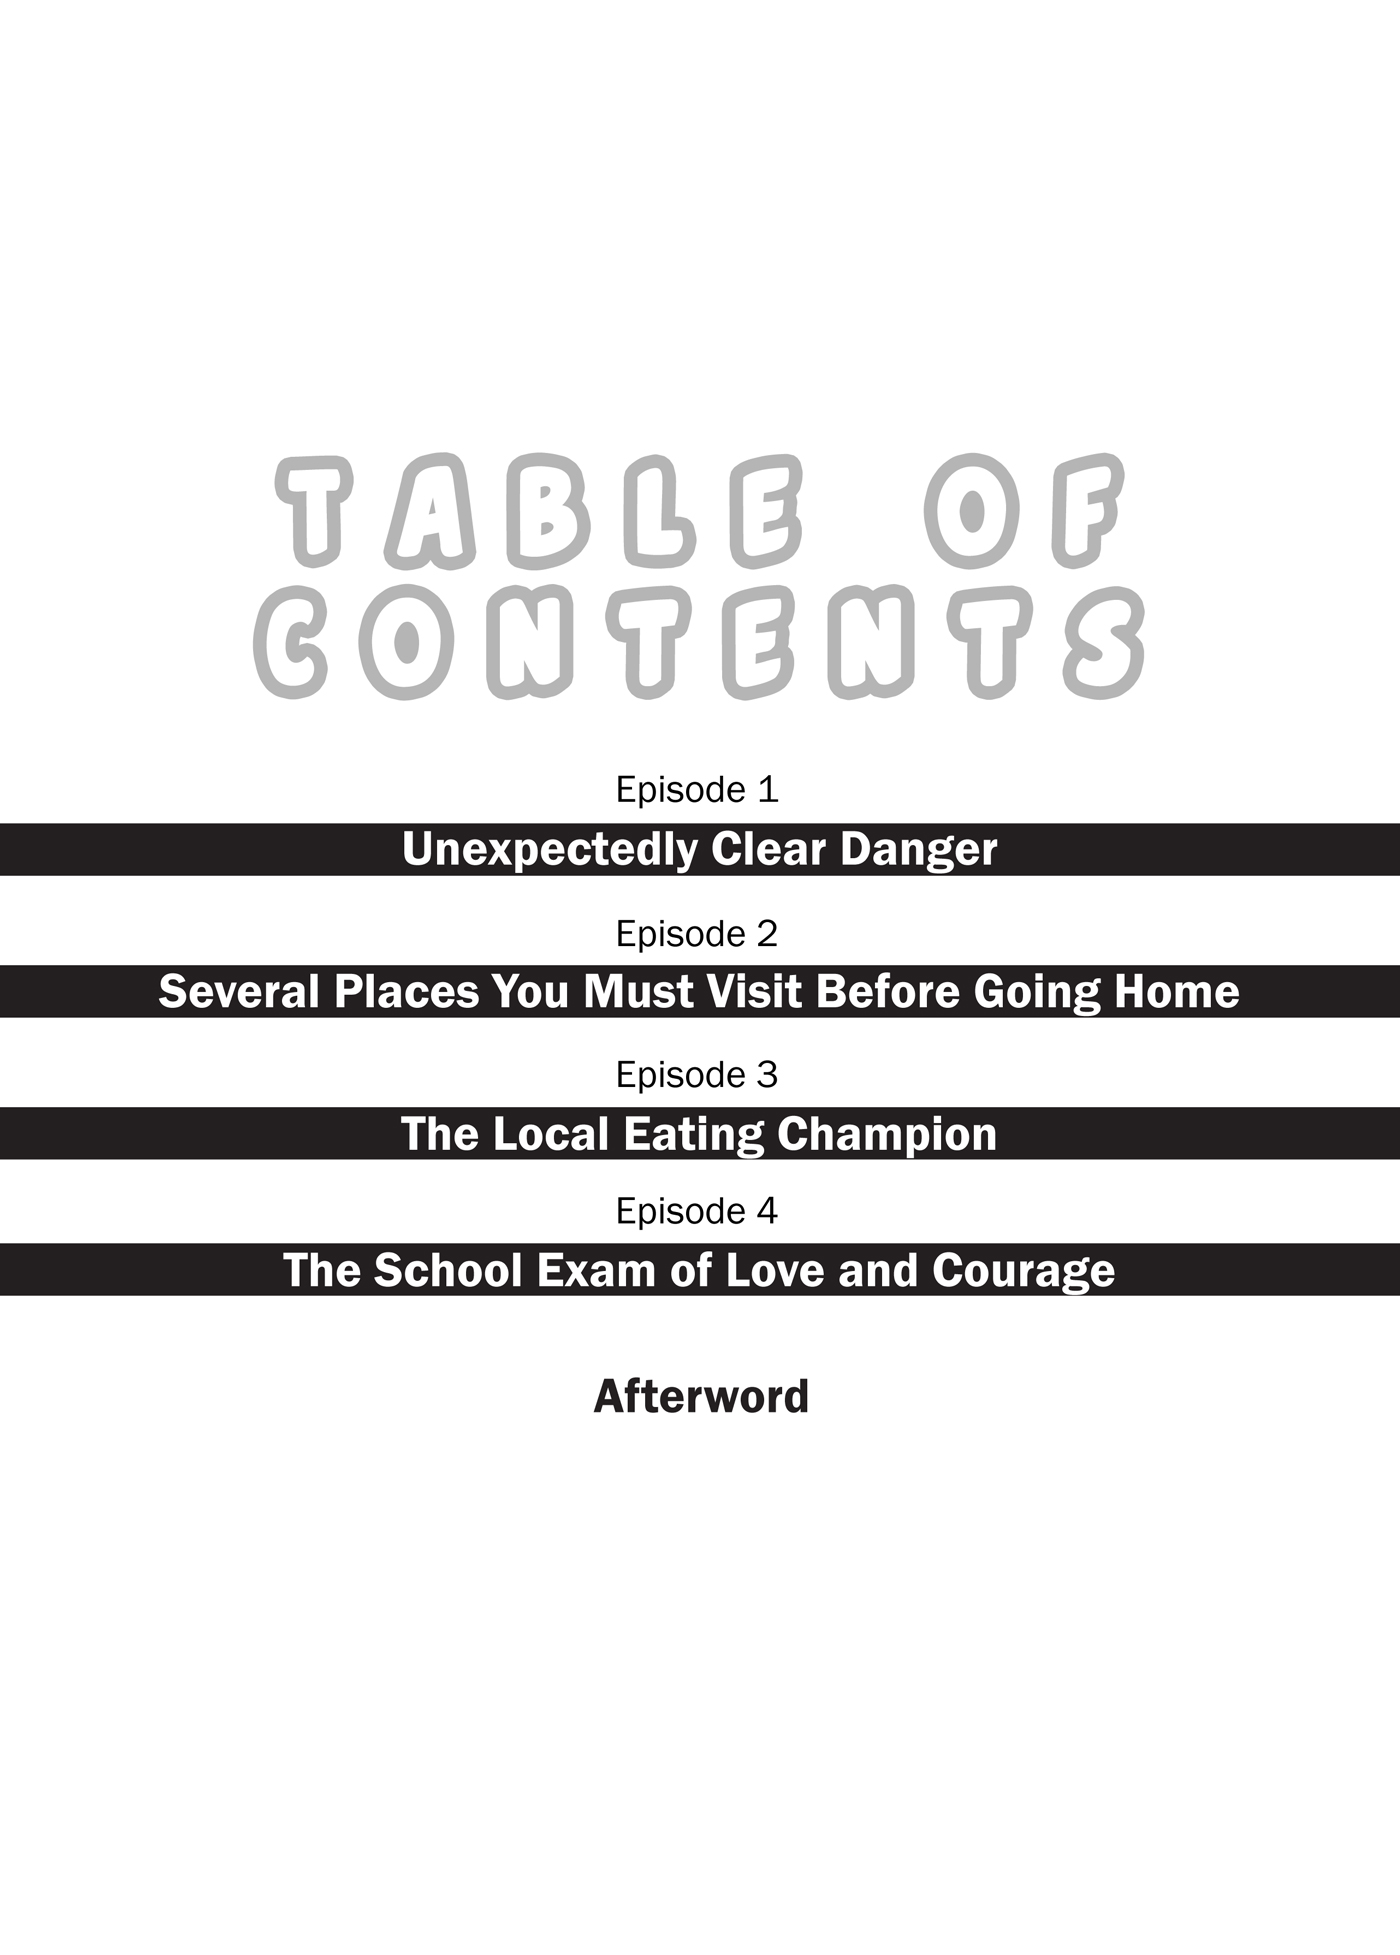 TABLE OF
CONTENTS
Episode 1
Unexpectedly Clear Danger
Episode 2
Several Places You Must Visit Before Going Home
Episode 3
The Local Eating Champion
Episode 4
The School Exam of Love and Courage
Afterword